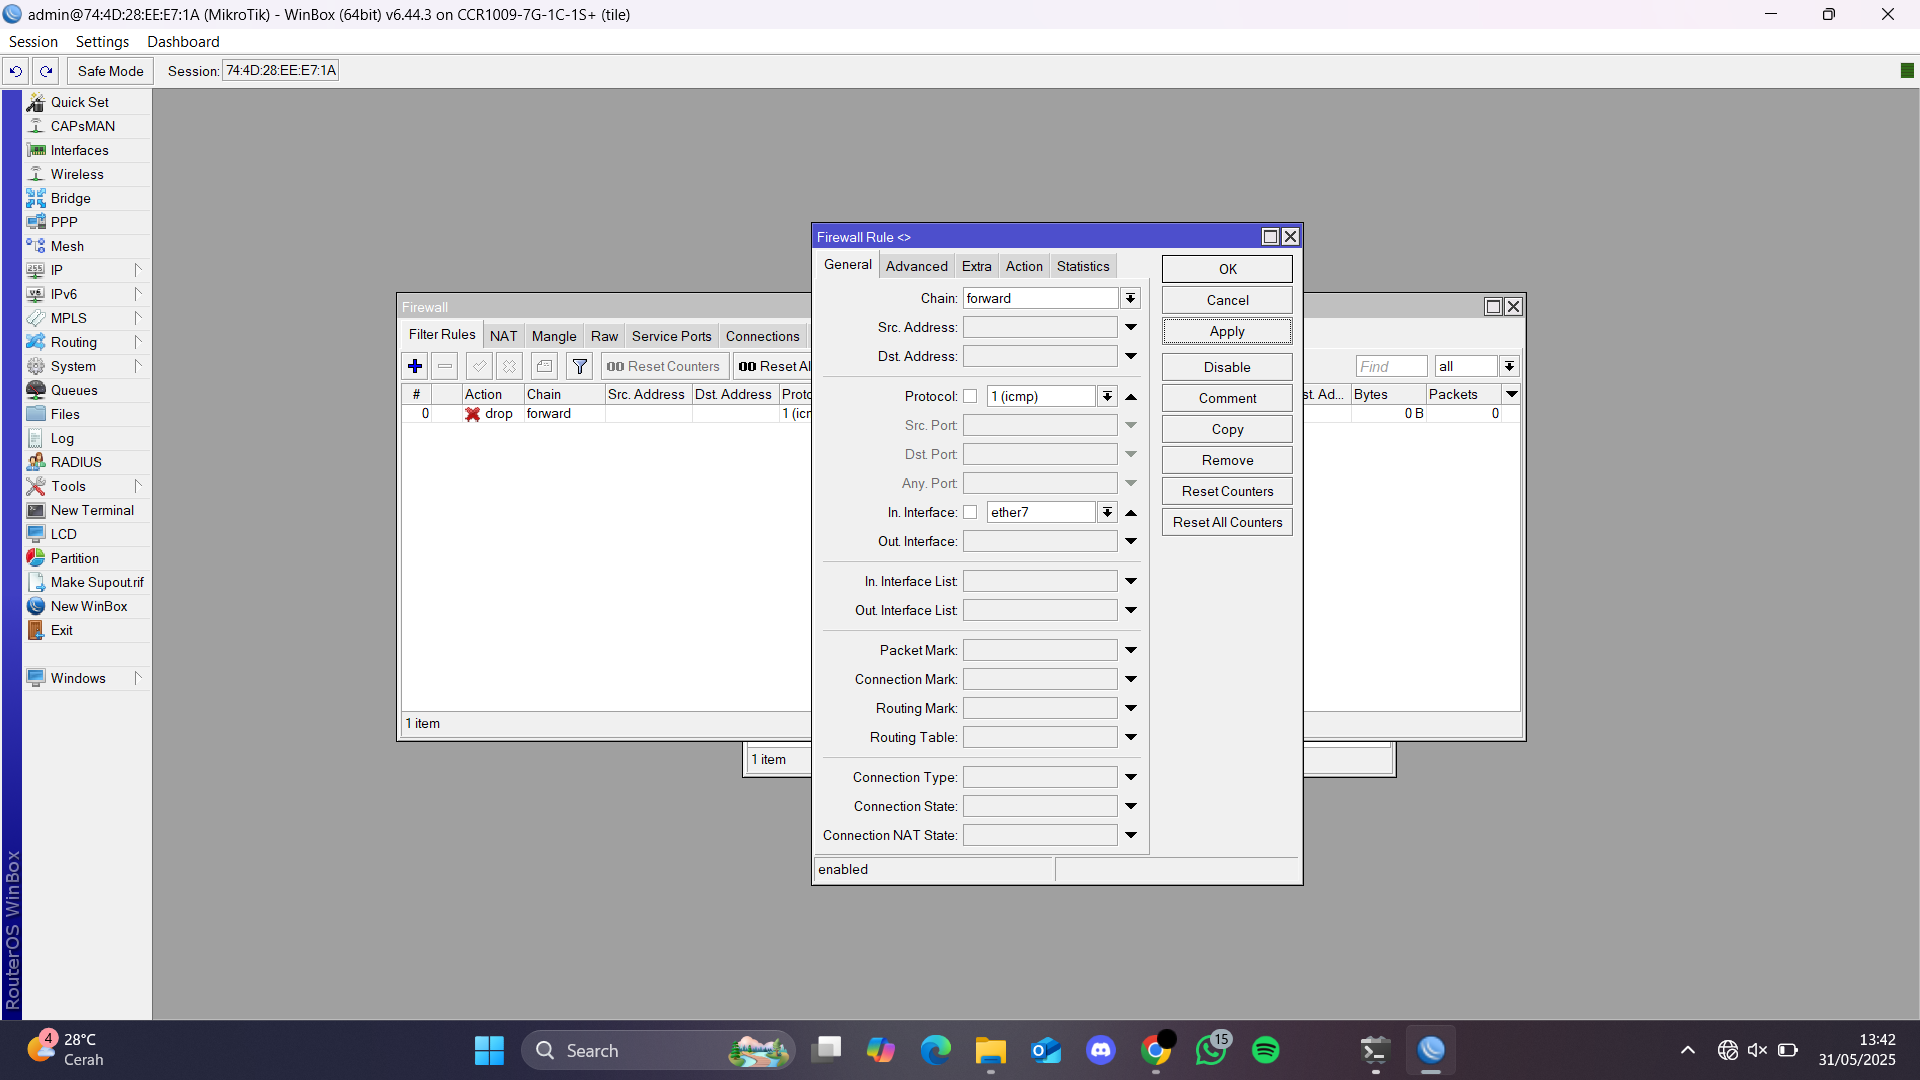 admin@74:4D:28:EE:E7:1A (MikroTik) - WinBox (64bit) v6.44.3 on CCR1009-7G-1C-1S+ (tile)
Session Settings Dashboard
Safe Mode Session: 74:4D:28:EE:E7:1A
Quick Set
CAPsMAN
Interfaces
Wireless
Bridge
PPP
Mesh
IP
IPv6
MPLS
Routing
System
Queues
Files
Log
RADIUS
Tools
New Terminal
LCD
Partition
Make Supout.rif
New WinBox
Exit
Windows
RouterOS WinBox
Firewall
Filter Rules NAT Mangle Raw Service Ports Connections
Reset Counters Reset Al
Find all
# Action Chain Src. Address Dst. Address Proto st. Ad... Bytes Packets
0 drop forward 1 (icm 0 B 0
1 item
1 item
Firewall Rule <>
General Advanced Extra Action Statistics
Chain: forward
Src. Address:
Dst. Address:
Protocol: 1 (icmp)
Src. Port:
Dst. Port:
Any. Port:
In. Interface: ether7
Out. Interface:
In. Interface List:
Out. Interface List:
Packet Mark:
Connection Mark:
Routing Mark:
Routing Table:
Connection Type:
Connection State:
Connection NAT State:
enabled
OK
Cancel
Apply
Disable
Comment
Copy
Remove
Reset Counters
Reset All Counters
4
28°C
Cerah
Search
15
13:42
31/05/2025